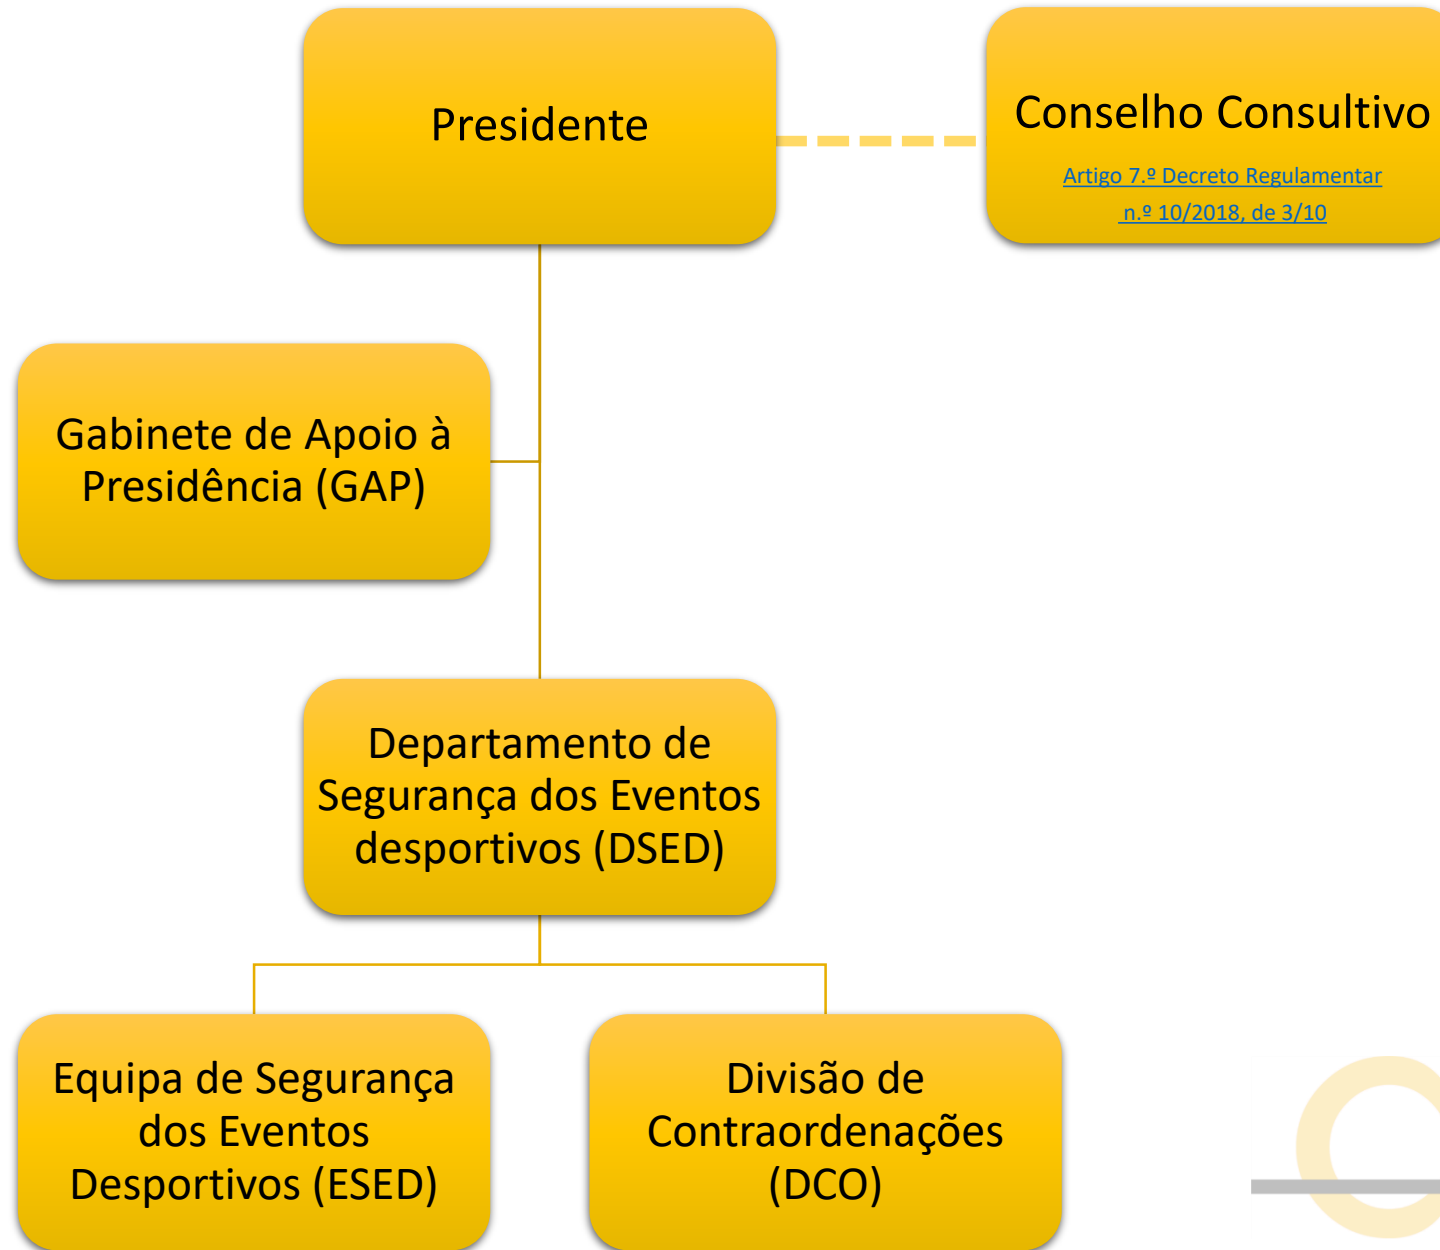 Presidente
Conselho Consultivo
Artigo 7.º Decreto Regulamentar
n.º 10/2018, de 3/10
Gabinete de Apoio à
Presidência (GAP)
Departamento de
Segurança dos Eventos
desportivos (DSED)
Equipa de Segurança
dos Eventos
Desportivos (ESED)
Divisão de
Contraordenações
(DCO)